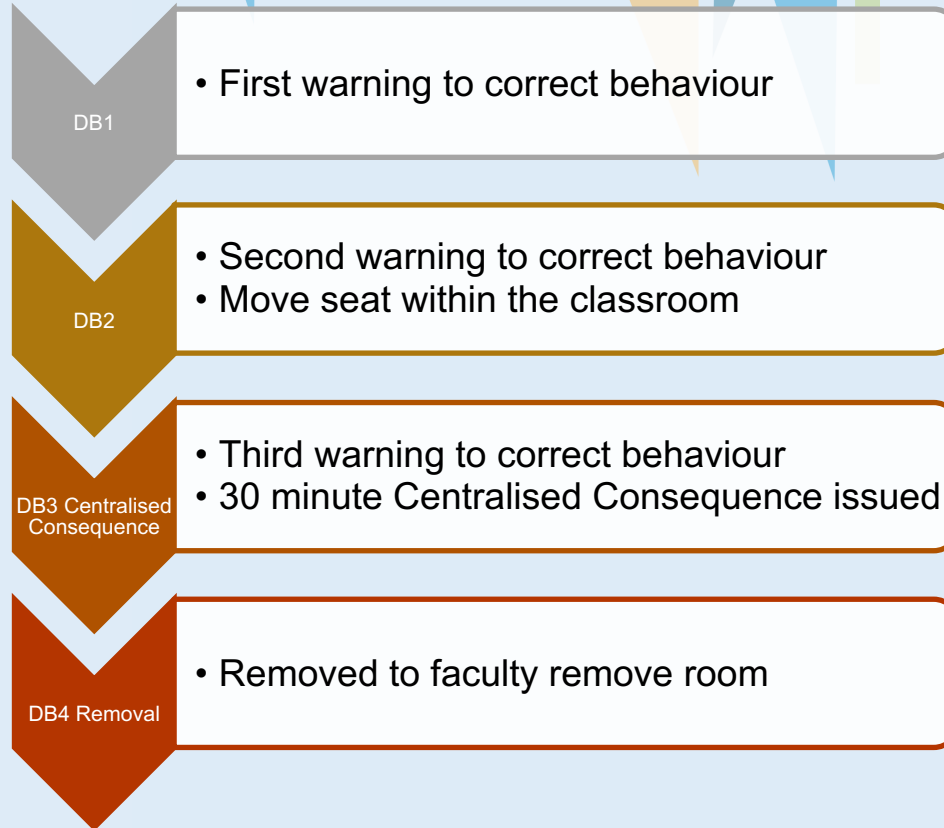 DB1
• First warning to correct behaviour
DB2
• Second warning to correct behaviour
• Move seat within the classroom
DB3 Centralised
Consequence
• Third warning to correct behaviour
• 30 minute Centralised Consequence issued
DB4 Removal
• Removed to faculty remove room